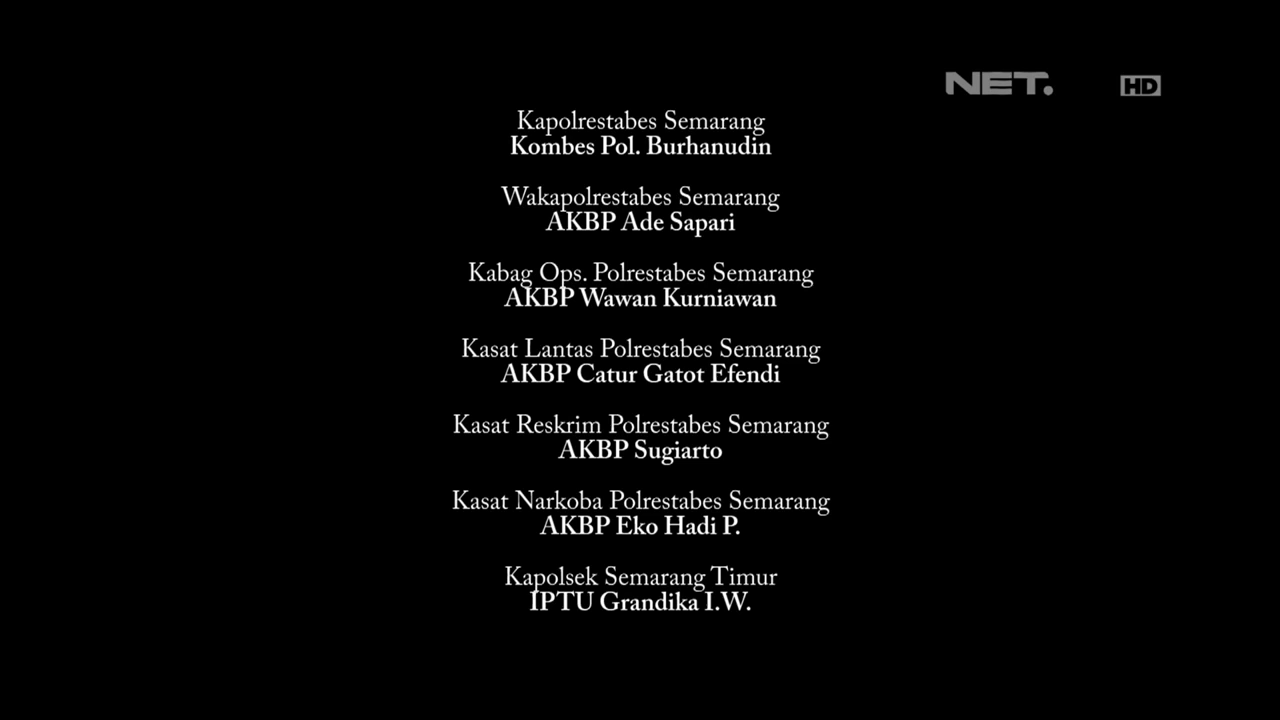 NET.
HD
Kapolrestabes Semarang
Kombes Pol. Burhanudin
Wakapolrestabes Semarang
AKBP Ade Sapari
Kabag Ops. Polrestabes Semarang
AKBP Wawan Kurniawan
Kasat Lantas Polrestabes Semarang
AKBP Catur Gatot Efendi
Kasat Reskrim Polrestabes Semarang
AKBP Sugiarto
Kasat Narkoba Polrestabes Semarang
AKBP Eko Hadi P.
Kapolsek Semarang Timur
IPTU Grandika I.W.